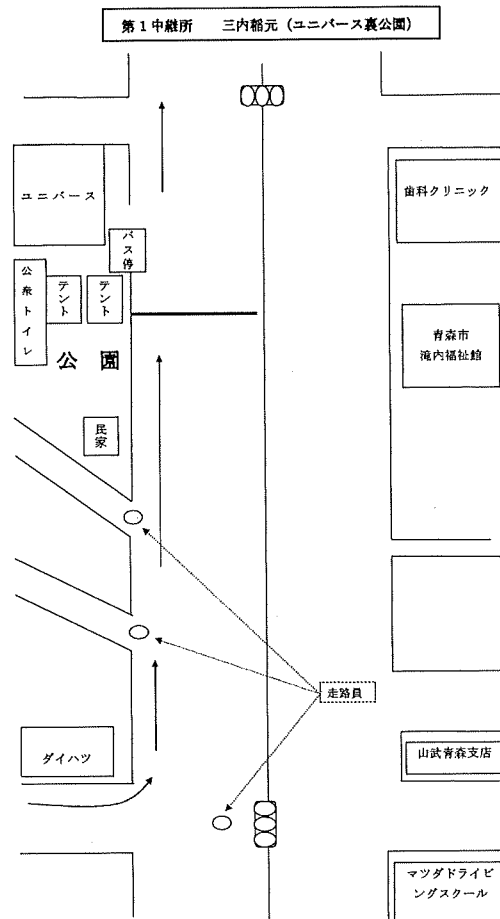 第1中継所　三内稲元（ユニバース裏公園）
ユニバース
歯科クリニック
バス停
公衆トイレ
テント
テント
青森市
滝内福祉館
公園
民家
走路員
ダイハツ
山武青森支店
マツダドライビ
ングスクール